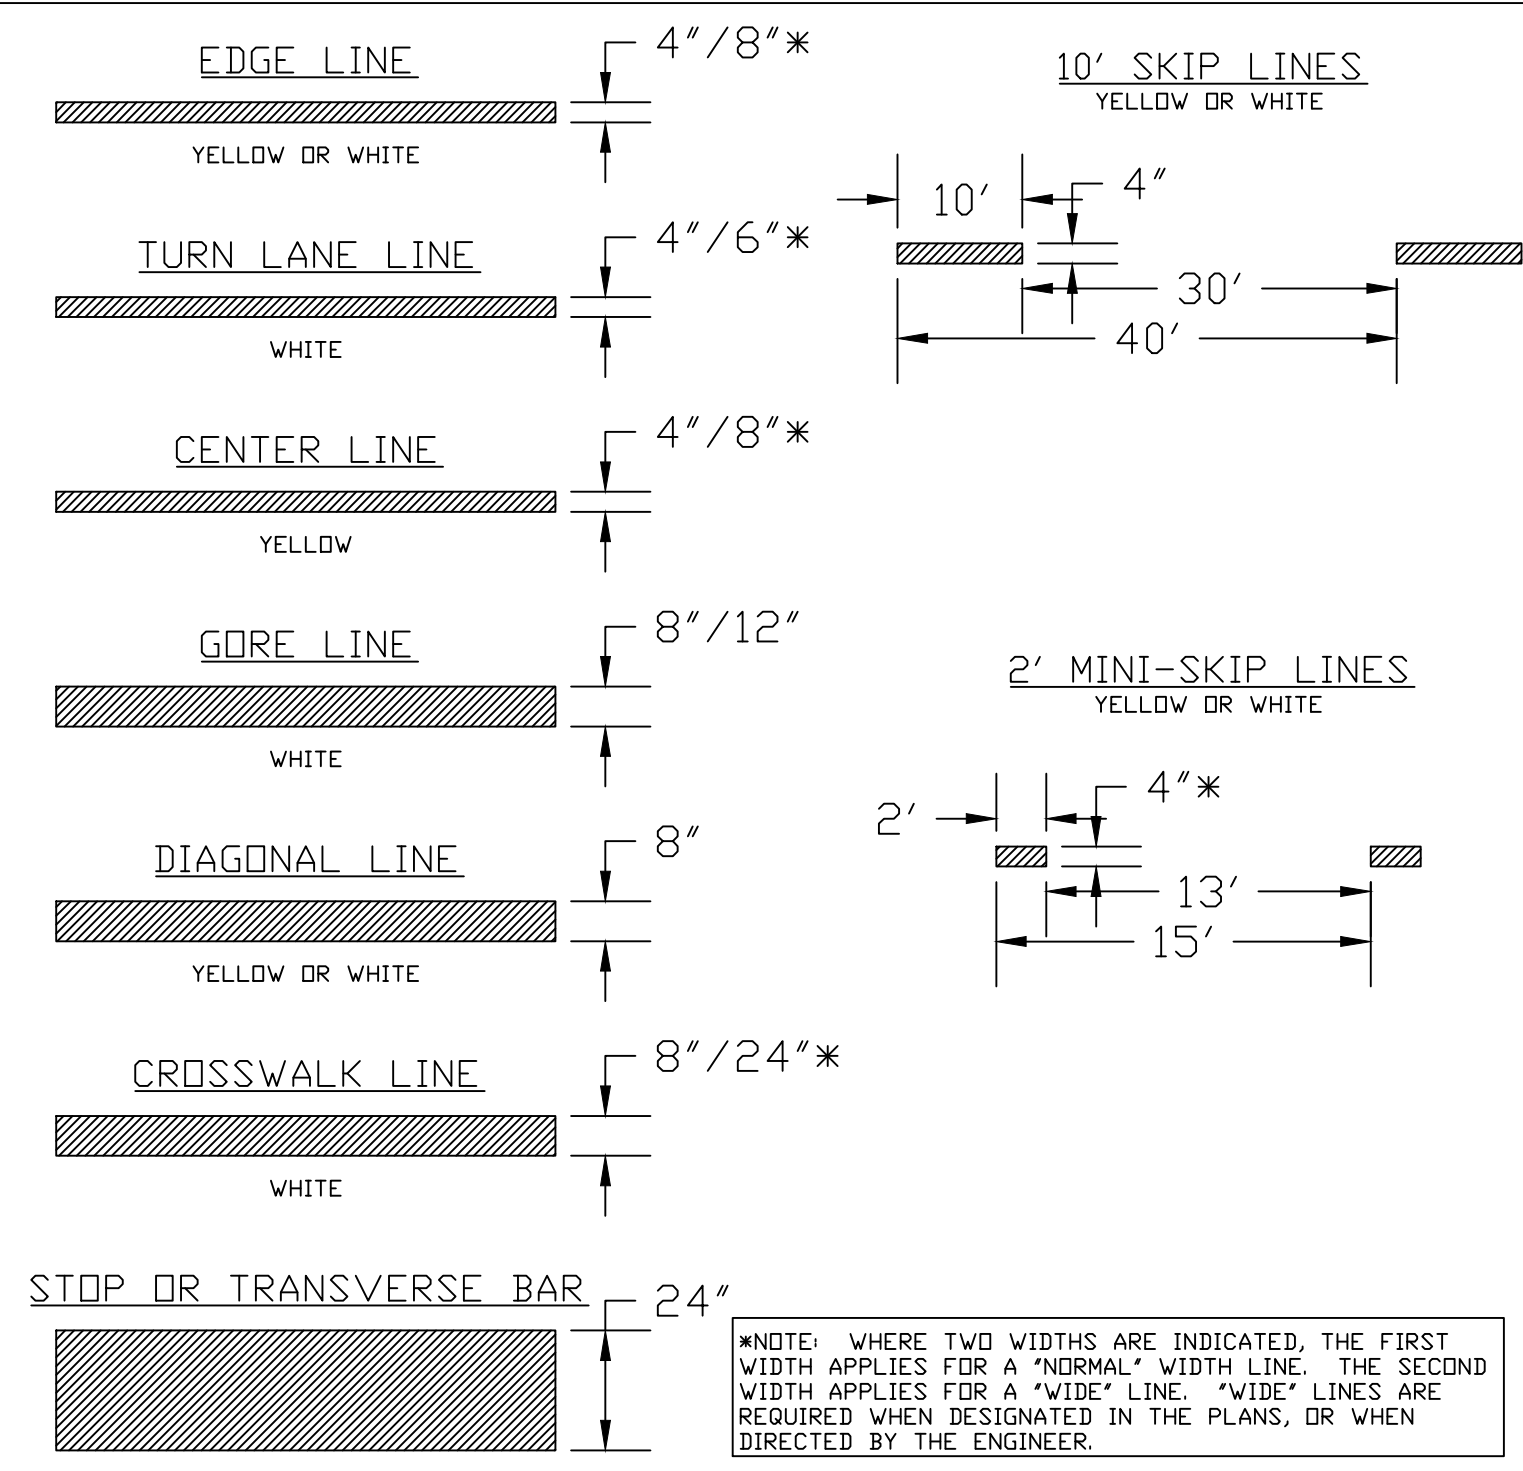 EDGE LINE
4"/8"*
YELLOW OR WHITE
TURN LANE LINE
4"/6"*
WHITE
CENTER LINE
4"/8"*
YELLOW
GORE LINE
8"/12"
WHITE
DIAGONAL LINE
8"
YELLOW OR WHITE
CROSSWALK LINE
8"/24"*
WHITE
STOP OR TRANSVERSE BAR
24"
10' SKIP LINES
YELLOW OR WHITE
10'
4"
30'
40'
2' MINI-SKIP LINES
YELLOW OR WHITE
2'
4"*
13'
15'
*NOTE: WHERE TWO WIDTHS ARE INDICATED, THE FIRST
WIDTH APPLIES FOR A "NORMAL" WIDTH LINE. THE SECOND
WIDTH APPLIES FOR A "WIDE" LINE. "WIDE" LINES ARE
REQUIRED WHEN DESIGNATED IN THE PLANS, OR WHEN
DIRECTED BY THE ENGINEER.